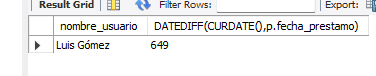 Result Grid Filter Rows: Export:
nombre_usuario DATEDIFF(CURDATE(),p.fecha_prestamo)
Luis Gómez 649